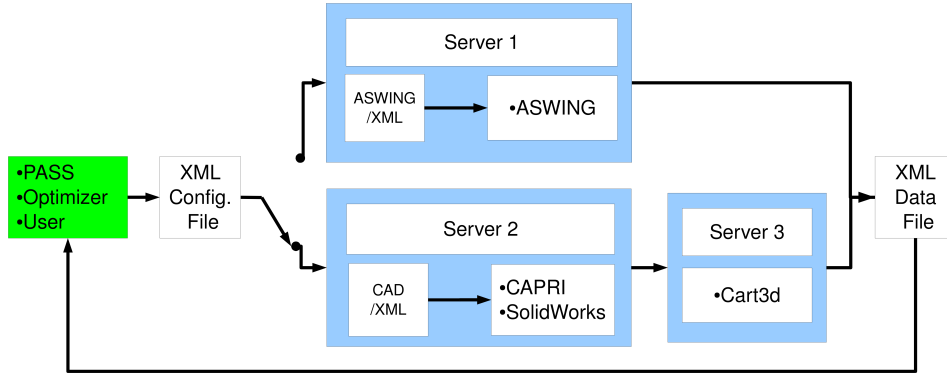 •PASS
•Optimizer
•User
XML
Config.
File
Server 1
ASWING
/XML
•ASWING
Server 2
CAD
/XML
•CAPRI
•SolidWorks
Server 3
•Cart3d
XML
Data
File